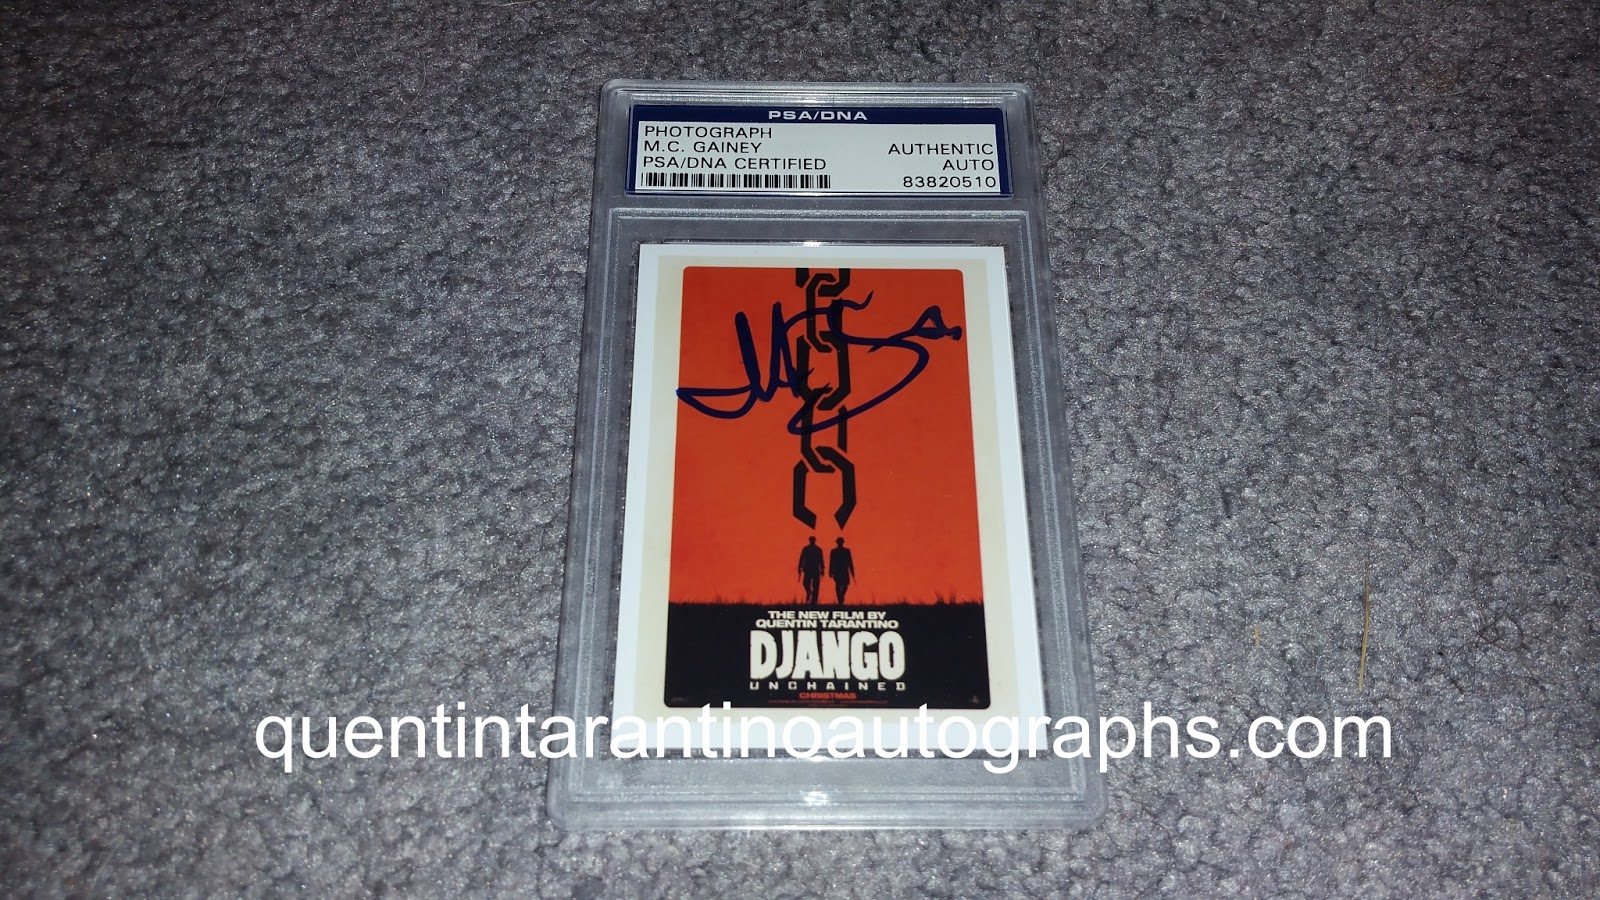 PSA/DNA
PHOTOGRAPH
M.C. GAINEY
PSA/DNA CERTIFIED
AUTHENTIC
AUTO
83820510
THE NEW FILM BY
QUENTIN TARANTINO
DJANGO
UNCHAINED
CHRISTMAS
quentintarantinoautographs.com